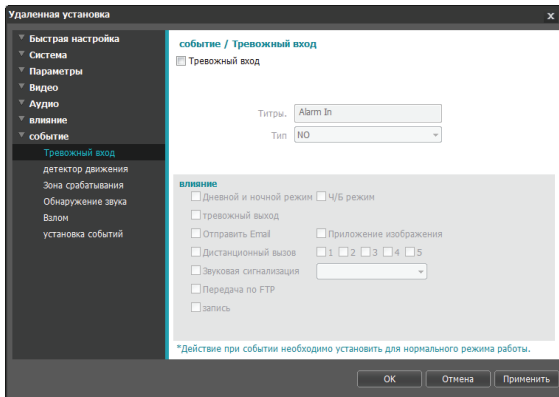 Удаленная установка x
Быстрая настройка
Система
Параметры
Видео
Аудио
влияние
событие
Тревожный вход
детектор движения
Зона срабатывания
Обнаружение звука
Взлом
установка событий
событие / Тревожный вход
Тревожный вход
Титры. Alarm In
Тип NO
влияние
Дневной и ночной режим Ч/Б режим
тревожный выход
Отправить Email Приложение изображения
Дистанционный вызов 1 2 3 4 5
Звуковая сигнализация
Передача по FTP
запись
*Действие при событии необходимо установить для нормального режима работы.
OK Отмена Применить